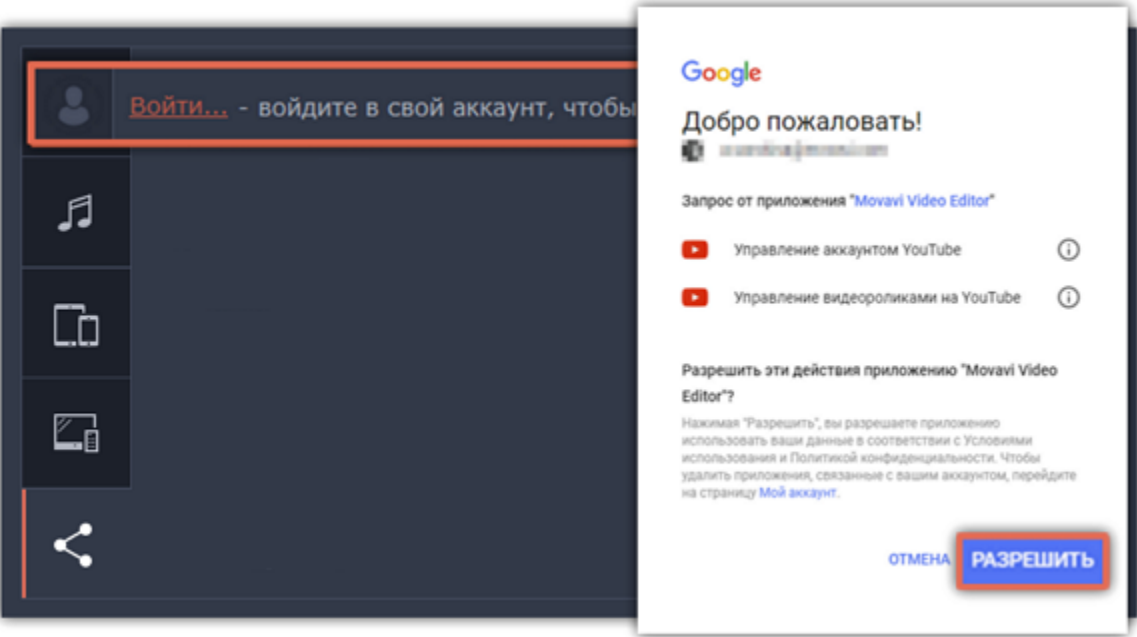 Войти... - войдите в свой аккаунт, чтобы
Google
Добро пожаловать!
Запрос от приложения "Movavi Video Editor"
Управление аккаунтом YouTube
Управление видеороликами на YouTube
Разрешить эти действия приложению "Movavi Video
Editor"?
Нажимая "Разрешить", вы разрешаете приложению
использовать ваши данные в соответствии с Условиями
использования и Политикой конфиденциальности. Чтобы
удалить приложения, связанные с вашим аккаунтом, перейдите
на страницу Мой аккаунт.
ОТМЕНА РАЗРЕШИТЬ